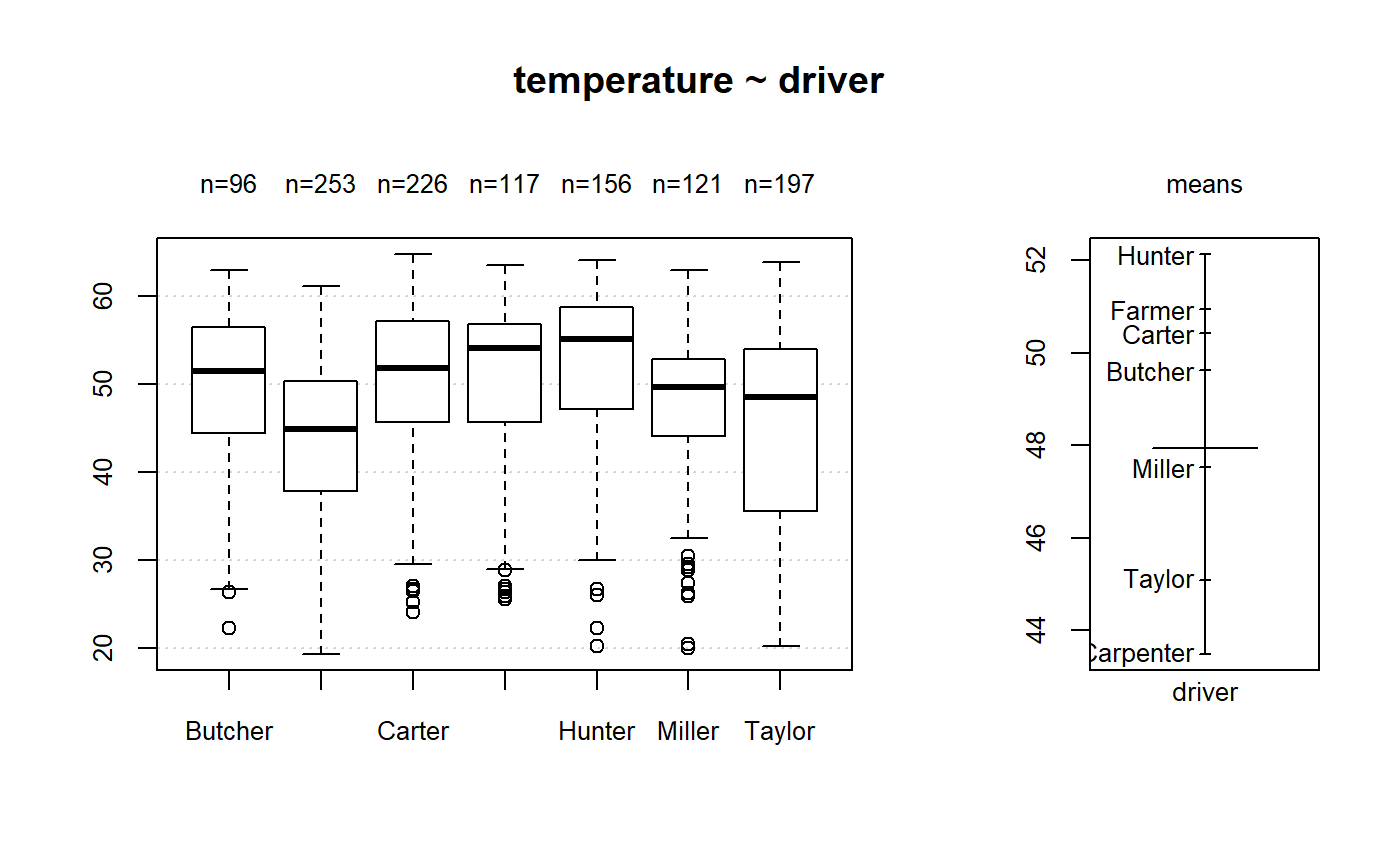 temperature ~ driver
n=96 n=253 n=226 n=117 n=156 n=121 n=197
60
50
40
30
20
Butcher Carter Hunter Miller Taylor
means
52
50
48
46
44
Hunter
Farmer
Carter
Butcher
Miller
Taylor
Carpenter
driver